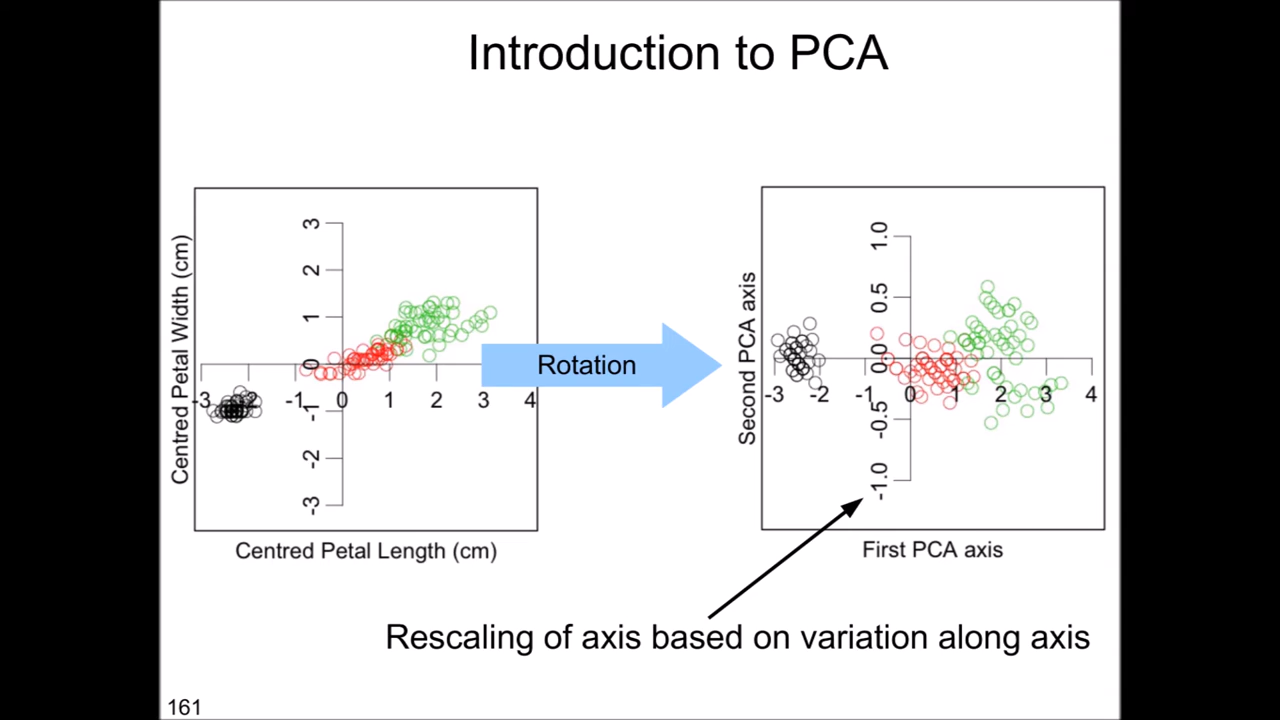 Introduction to PCA
Centred Petal Width (cm)
3
2
1
0
-1
-2
-3
-3 -2 -1 0 1 2 3 4
Centred Petal Length (cm)
Rotation
Second PCA axis
1.0
0.5
0.0
-0.5
-1.0
-3 -2 -1 0 1 2 3 4
First PCA axis
Rescaling of axis based on variation along axis
161